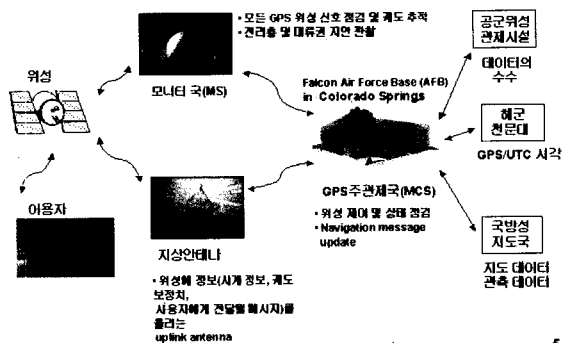 • 모든 GPS 위성 신호 점검 및 궤도 추적
• 전리층 및 대류권 지연 관찰
위성
모니터 국(MS)
Falcon Air Force Base (AFB)
in Colorado Springs
공군위성
관제시설
데이터의
수수
해군
천문대
GPS/UTC 시각
GPS주관제국(MCS)
• 위성 제어 및 상태 점검
• Navigation message
update
국방성
지도국
지도 데이터
관측 데이터
이용자
지상안테나
• 위성에 정보(시계 정보, 궤도
보정치,
사용자에게 전달될 메시지)를
올리는
uplink antenna
5